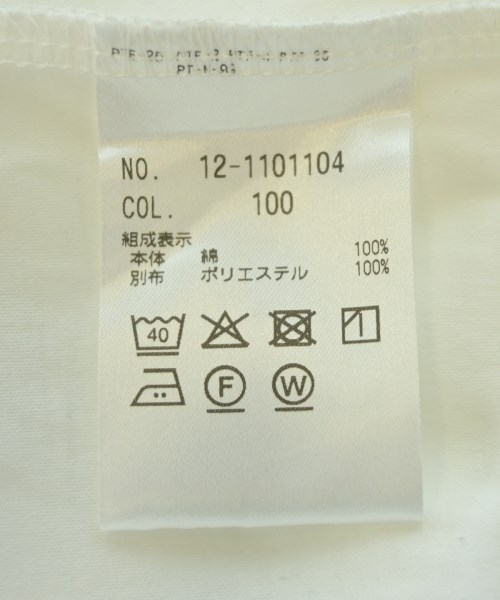 NO. 12-1101104
COL. 100
組成表示
本体 綿 100%
別布 ポリエステル 100%
40
F W